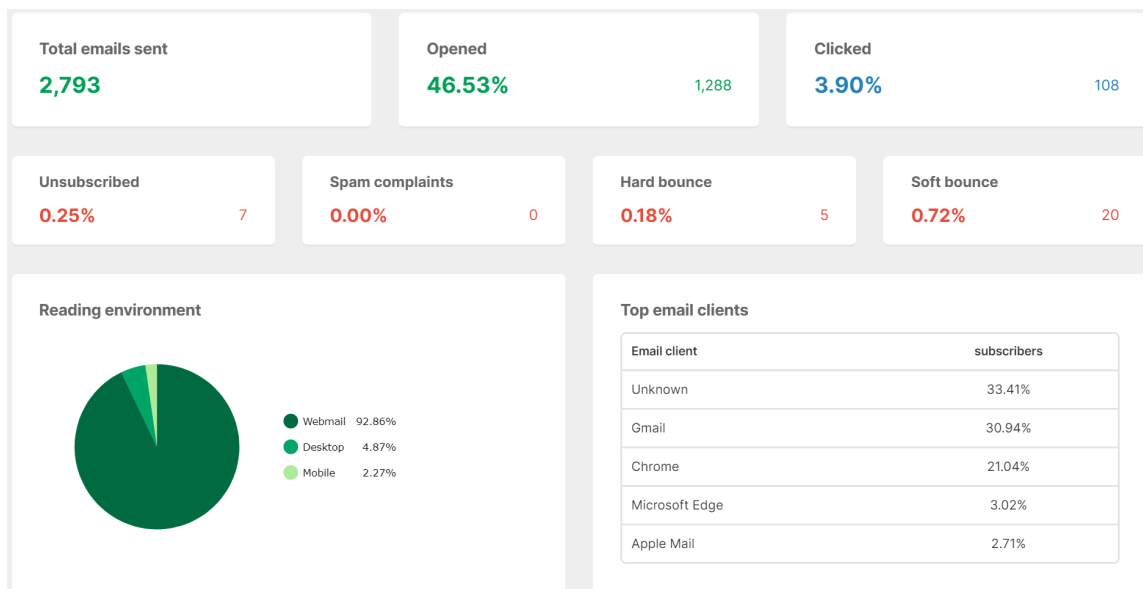 Total emails sent
2,793
Opened
46.53% 1,288
Clicked
3.90% 108
Unsubscribed
0.25% 7
Spam complaints
0.00% 0
Hard bounce
0.18% 5
Soft bounce
0.72% 20
Reading environment
Webmail 92.86%
Desktop 4.87%
Mobile 2.27%
Top email clients
Email client subscribers
Unknown 33.41%
Gmail 30.94%
Chrome 21.04%
Microsoft Edge 3.02%
Apple Mail 2.71%